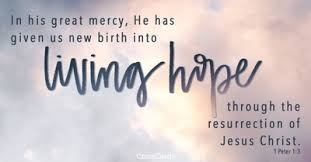 In his great mercy, He has
given us new birth into
living hope
through the
resurrection of
Jesus Christ.
1 Peter 1:3